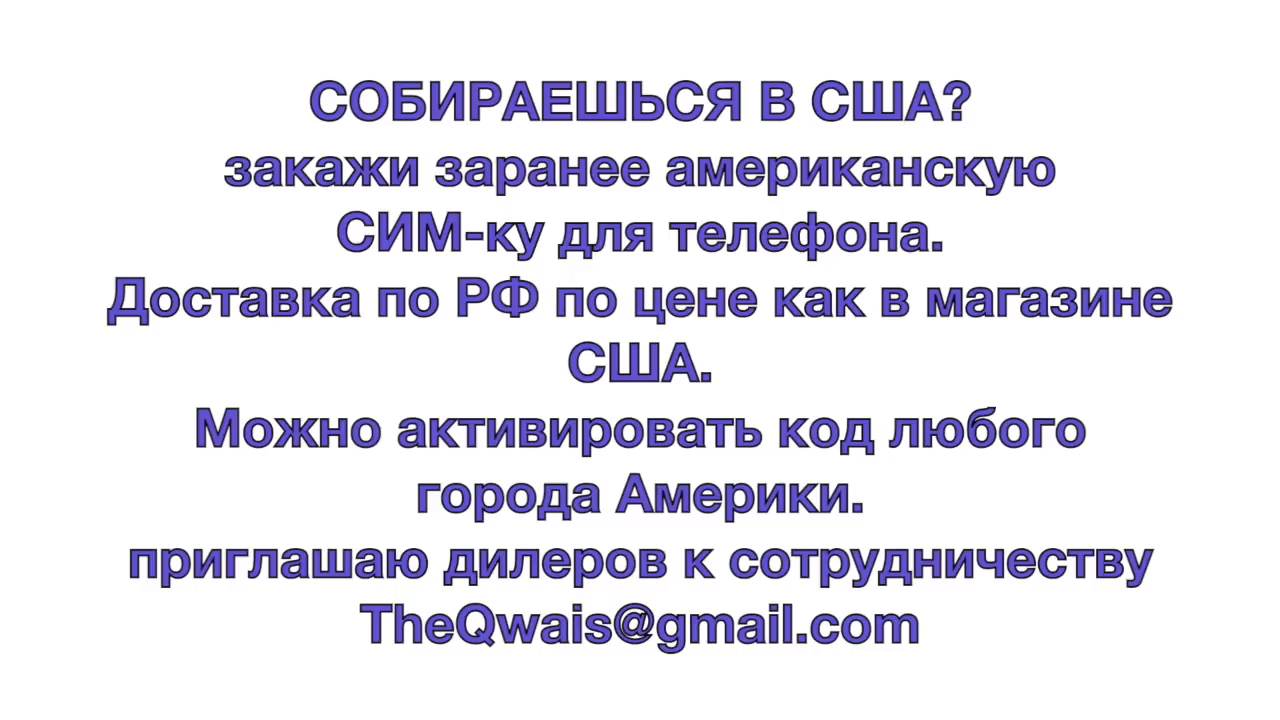 СОБИРАЕШЬСЯ В США?
закажи заранее американскую
СИМ-ку для телефона.
Доставка по РФ по цене как в магазине
США.
Можно активировать код любого
города Америки.
приглашаю дилеров к сотрудничеству
TheQwais@gmail.com